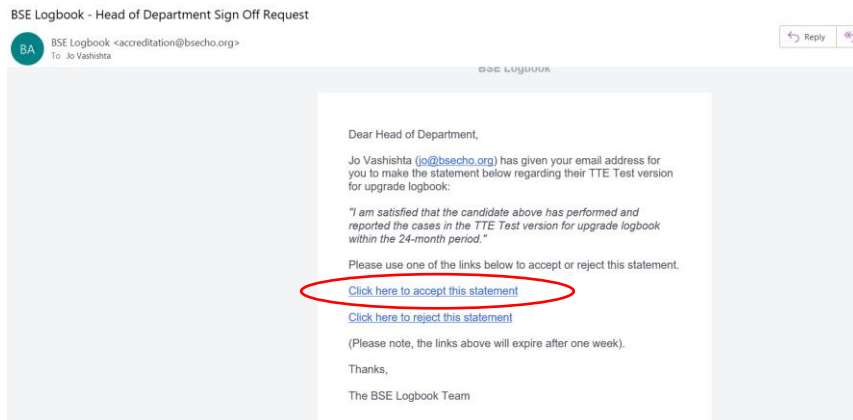 BSE Logbook - Head of Department Sign Off Request
BA
BSE Logbook <accreditation@bsecho.org>
To Jo Vashishta
Reply
BSE Logbook
Dear Head of Department,
Jo Vashishta (jo@bsecho.org) has given your email address for
you to make the statement below regarding their TTE Test version
for upgrade logbook:
"I am satisfied that the candidate above has performed and
reported the cases in the TTE Test version for upgrade logbook
within the 24-month period."
Please use one of the links below to accept or reject this statement.
Click here to accept this statement
Click here to reject this statement
(Please note, the links above will expire after one week).
Thanks,
The BSE Logbook Team